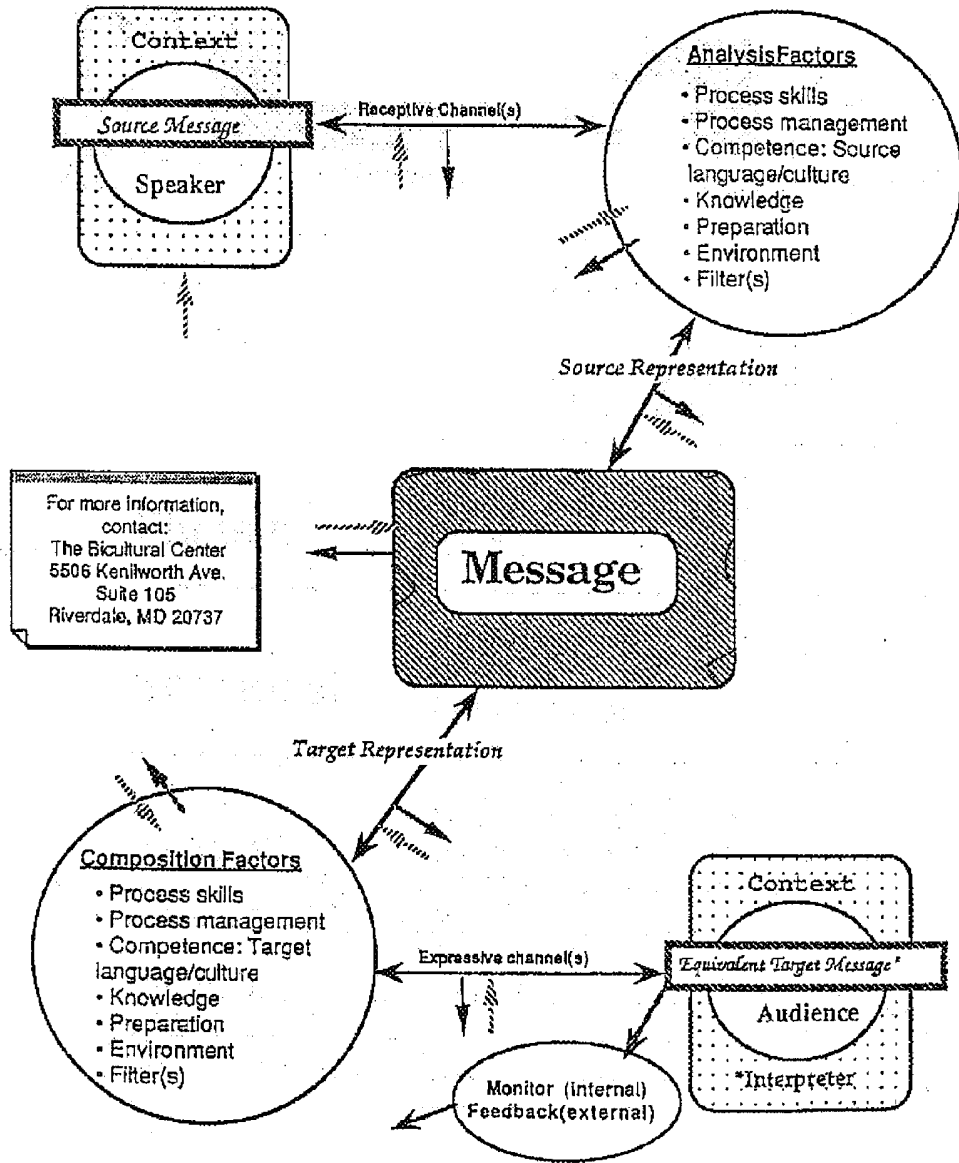 Context
Source Message
Speaker
Receptive Channel(s)
AnalysisFactors
• Process skills
• Process management
• Competence: Source
language/culture
• Knowledge
• Preparation
• Environment
• Filter(s)
Source Representation
For more information,
contact:
The Bicultural Center
5506 Kenilworth Ave.
Suite 105
Riverdale, MD 20737
Message
Target Representation
Composition Factors
• Process skills
• Process management
• Competence: Target
language/culture
• Knowledge
• Preparation
• Environment
• Filter(s)
Expressive channel(s)
Context
Equivalent Target Message*
Audience
*Interpreter
Monitor (internal)
Feedback(external)